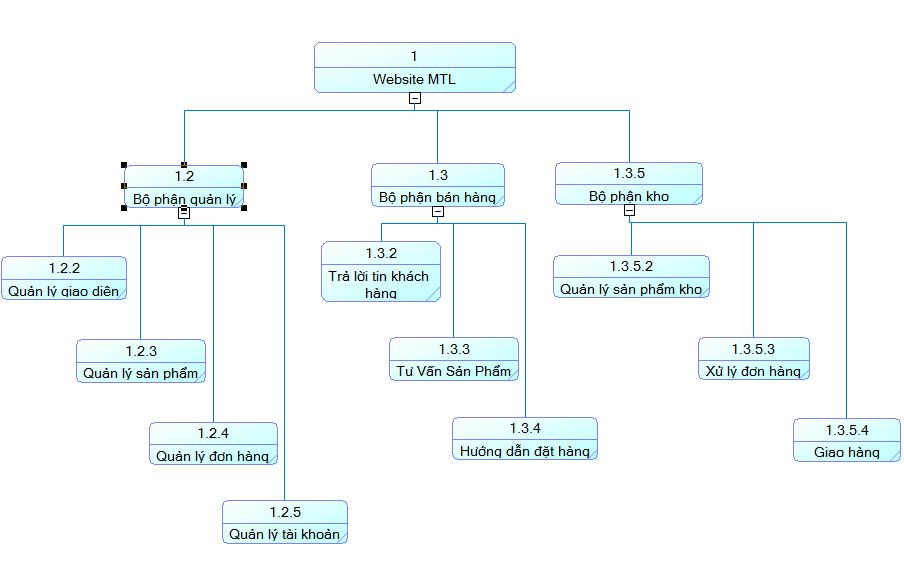 1
Website MTL
1.2
Bộ phận quản lý
1.3
Bộ phận bán hàng
1.3.5
Bộ phận kho
1.2.2
Quản lý giao diện
1.2.3
Quản lý sản phẩm
1.2.4
Quản lý đơn hàng
1.2.5
Quản lý tài khoản
1.3.2
Trả lời tin khách
hàng
1.3.3
Tư Vấn Sản Phẩm
1.3.4
Hướng dẫn đặt hàng
1.3.5.2
Quản lý sản phẩm kho
1.3.5.3
Xử lý đơn hàng
1.3.5.4
Giao hàng